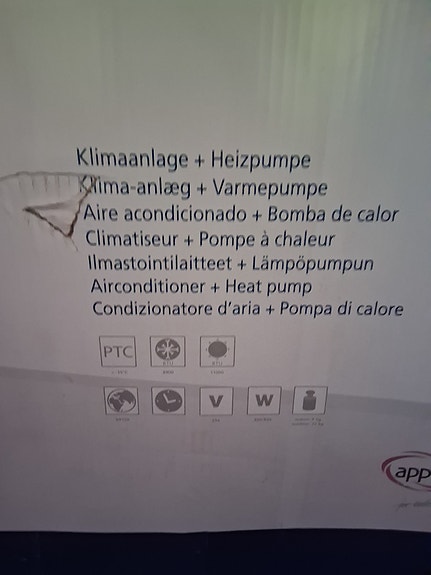 Klimaanlage + Heizpumpe
Klima-anlæg + Varmepumpe
Aire acondicionado + Bomba de calor
Climatiseur + Pompe à chaleur
Ilmastointilaitteet + Lämpöpumpun
Airconditioner + Heat pump
Condizionatore d'aria + Pompa di calore
PTC
V W
app